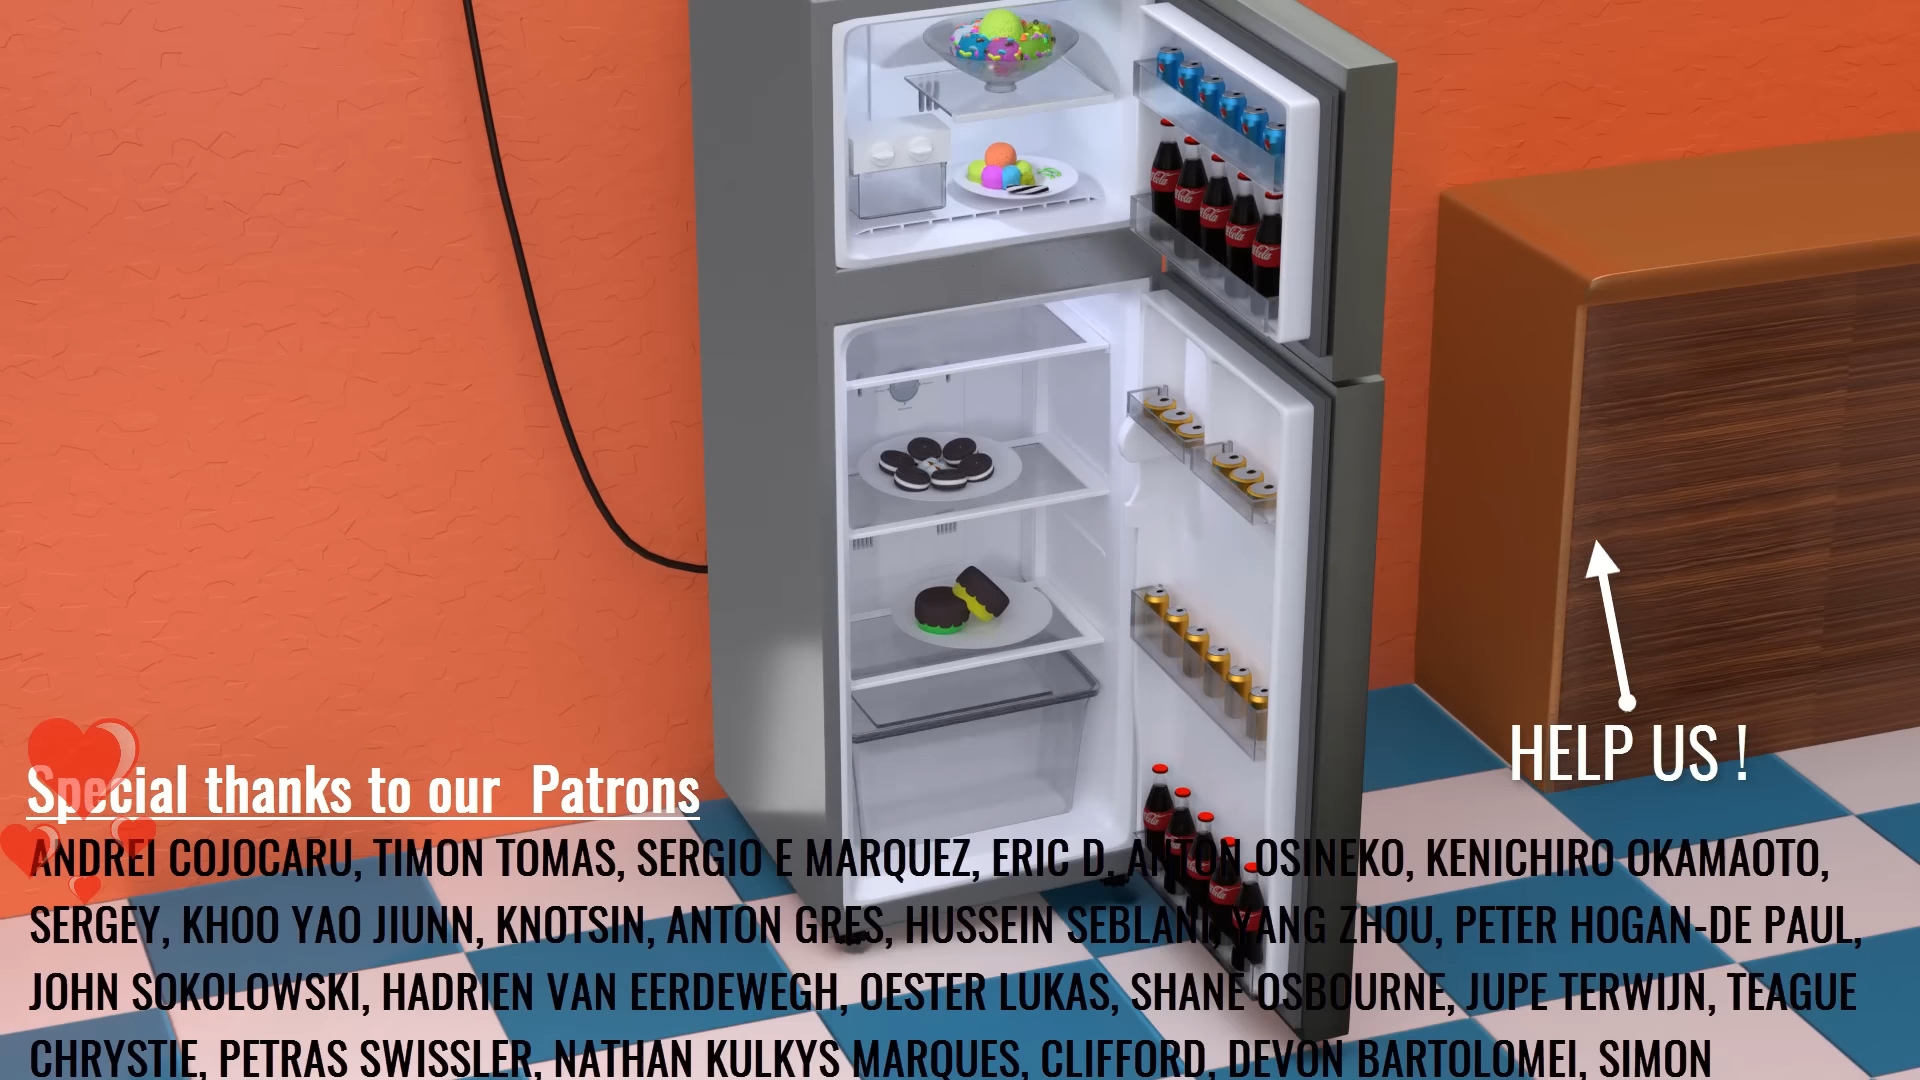 HELP US !
Special thanks to our Patrons
ANDREI COJOCARU, TIMON TOMAS, SERGIO E MARQUEZ, ERIC D, ANTON OSINEKO, KENICHIRO OKAMAOTO,
SERGEY, KHOO YAO JIUNN, KNOTSIN, ANTON GRES, HUSSEIN SEBLANI, YANG ZHOU, PETER HOGAN-DE PAUL,
JOHN SOKOLOWSKI, HADRIEN VAN EERDEWEGH, OESTER LUKAS, SHANE OSBOURNE, JUPE TERWIJN, TEAGUE
CHRYSTIE, PETRAS SWISSLER, NATHAN KULKYS MARQUES, CLIFFORD, DEVON BARTOLOMEI, SIMON